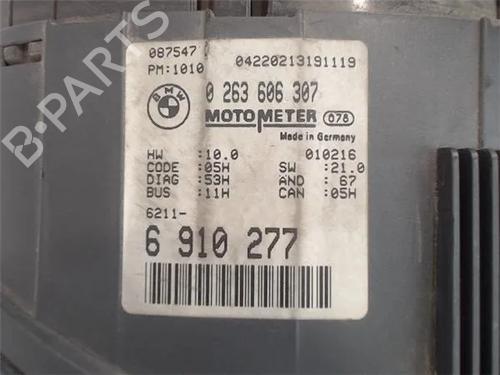 087547
04220213191119
PM:1010
BMW
0 263 606 307
MOTOMETER 078
Made in Germany
HW :10.0 010216
CODE :05H SW :21.0
DIAG :53H AND : 67
BUS :11H CAN :05H
6211-
6 910 277
B-PARTS